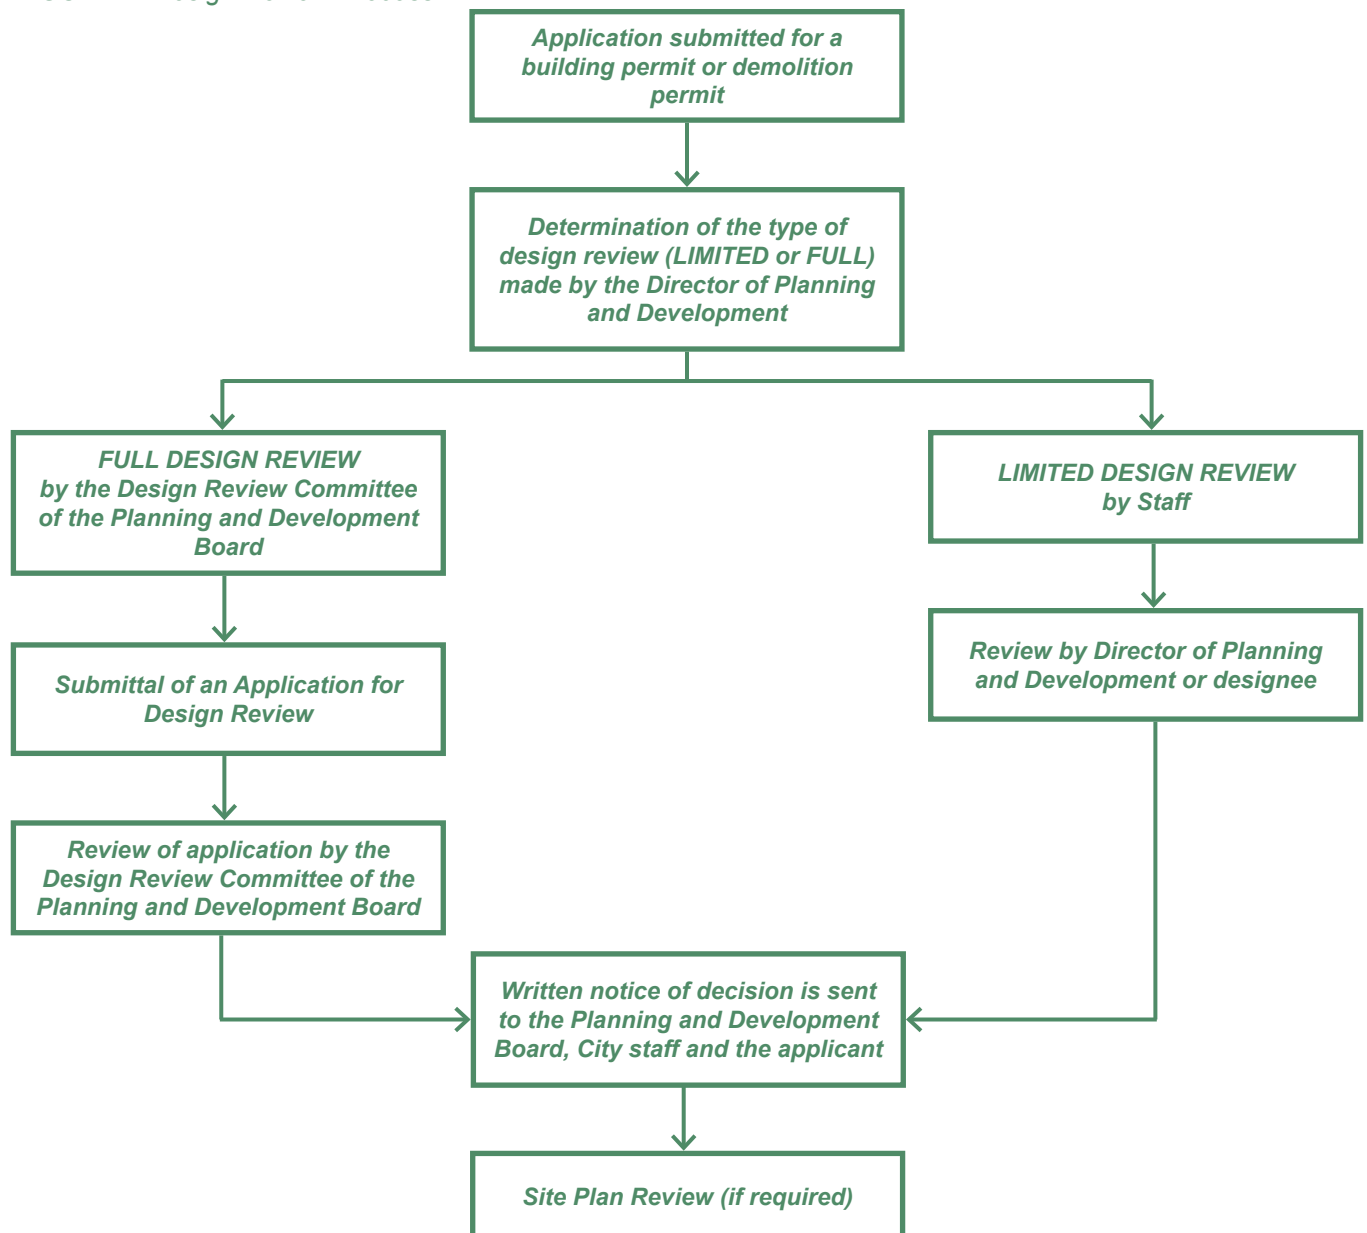 Application submitted for a
building permit or demolition
permit
Determination of the type of
design review (LIMITED or FULL)
made by the Director of Planning
and Development
FULL DESIGN REVIEW
by the Design Review Committee
of the Planning and Development
Board
LIMITED DESIGN REVIEW
by Staff
Submittal of an Application for
Design Review
Review by Director of Planning
and Development or designee
Review of application by the
Design Review Committee of the
Planning and Development Board
Written notice of decision is sent
to the Planning and Development
Board, City staff and the applicant
Site Plan Review (if required)